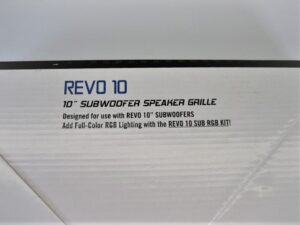 REVO 10
10" SUBWOOFER SPEAKER GRILLE
Designed for use with REVO 10" SUBWOOFERS
Add Full-Color RGB Lighting with the REVO 10 SUB RGB KIT!